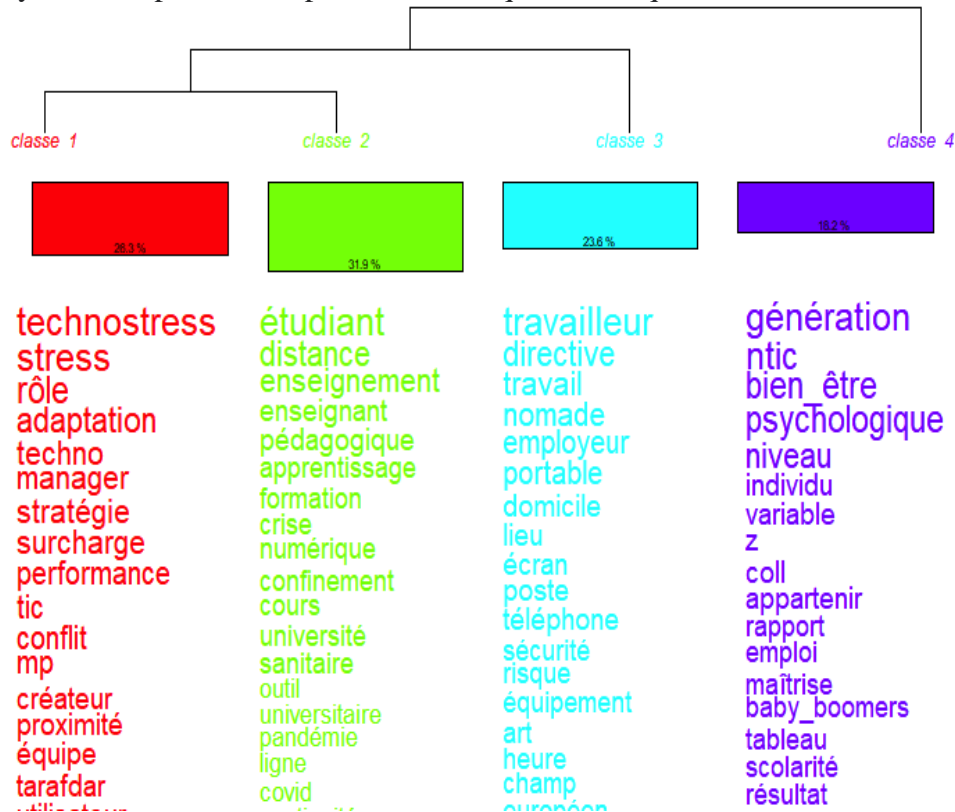 classe 1
classe 2
classe 3
classe 4
26.3 %
31.9 %
23.6 %
18.2 %
technostress
stress
rôle
adaptation
techno
manager
stratégie
surcharge
performance
tic
conflit
mp
créateur
proximité
équipe
tarafdar
étudiant
distance
enseignement
enseignant
pédagogique
apprentissage
formation
crise
numérique
confinement
cours
université
sanitaire
outil
universitaire
pandémie
ligne
covid
travailleur
directive
travail
nomade
employeur
portable
domicile
lieu
écran
poste
téléphone
sécurité
risque
équipement
art
heure
champ
européen
génération
ntic
bien_être
psychologique
niveau
individu
variable
z
coll
appartenir
rapport
emploi
maîtrise
baby_boomers
tableau
scolarité
résultat